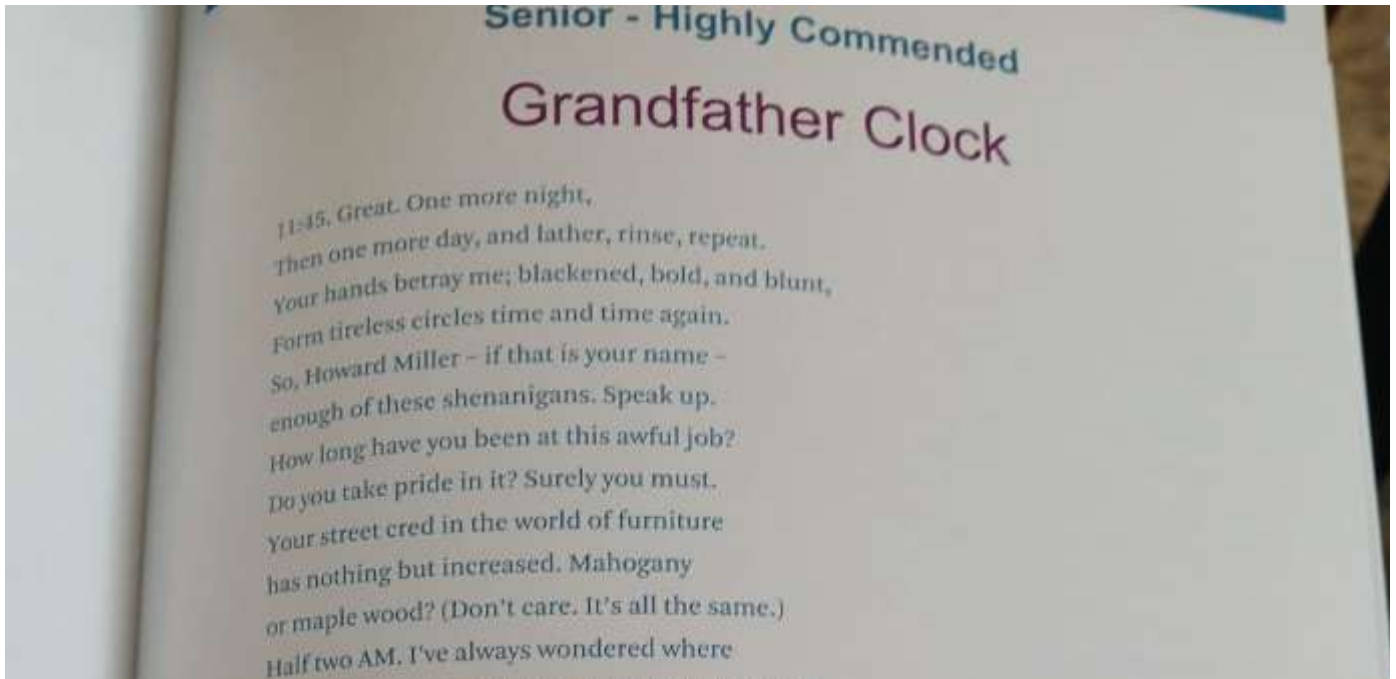 Senior - Highly Commended
Grandfather Clock
11:45. Great. One more night,
Then one more day, and lather, rinse, repeat.
Your hands betray me; blackened, bold, and blunt,
Form tireless circles time and time again.
So, Howard Miller – if that is your name –
enough of these shenanigans. Speak up.
How long have you been at this awful job?
Do you take pride in it? Surely you must.
Your street cred in the world of furniture
has nothing but increased. Mahogany
or maple wood? (Don't care. It's all the same.)
Half two AM. I've always wondered where